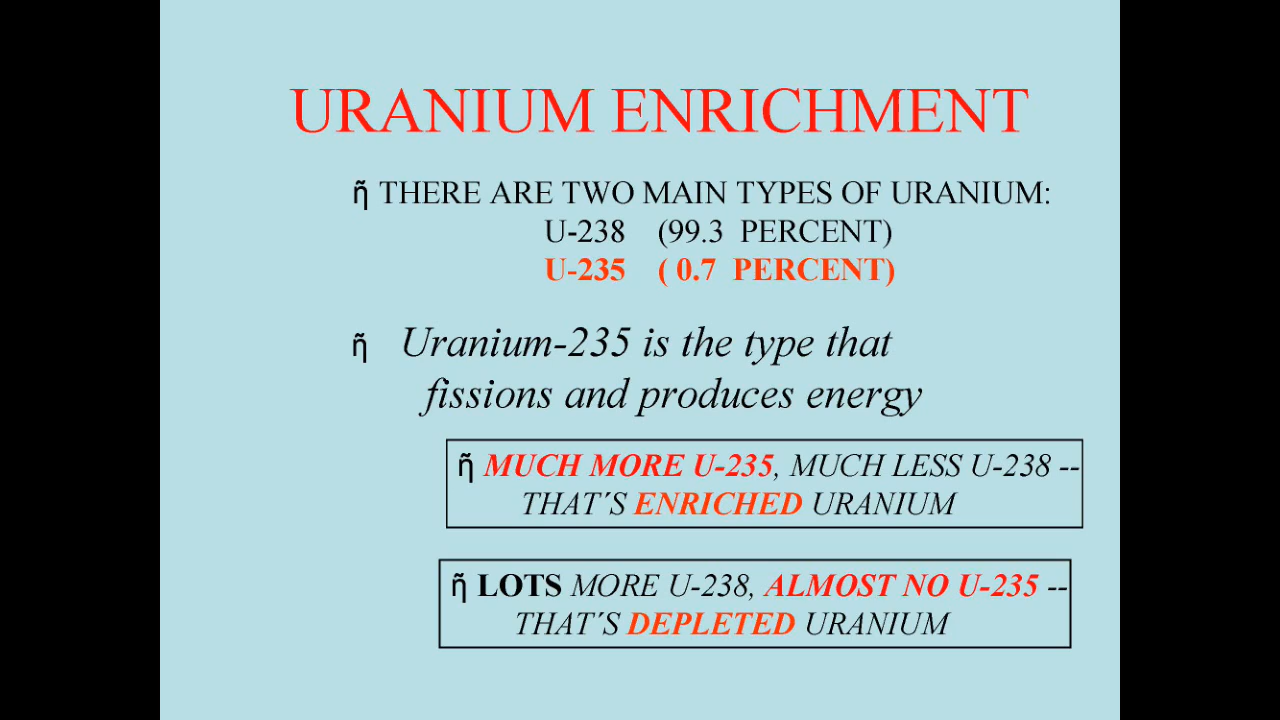 URANIUM ENRICHMENT
ἥ THERE ARE TWO MAIN TYPES OF URANIUM:
U-238 (99.3 PERCENT)
U-235 ( 0.7 PERCENT)
ἥ Uranium-235 is the type that
fissions and produces energy
ἥ MUCH MORE U-235, MUCH LESS U-238 --
THAT´S ENRICHED URANIUM
ἥ LOTS MORE U-238, ALMOST NO U-235 --
THAT´S DEPLETED URANIUM